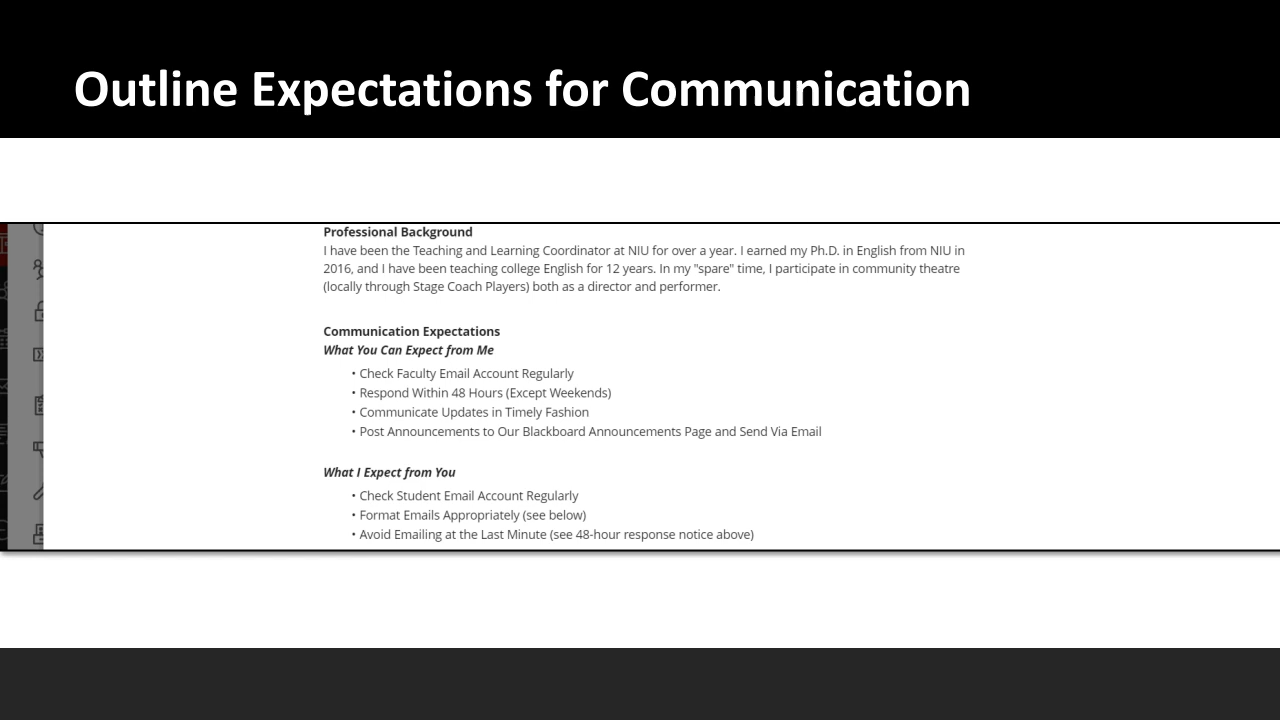 Outline Expectations for Communication
Professional Background
I have been the Teaching and Learning Coordinator at NIU for over a year. I earned my Ph.D. in English from NIU in
2016, and I have been teaching college English for 12 years. In my "spare" time, I participate in community theatre
(locally through Stage Coach Players) both as a director and performer.
Communication Expectations
What You Can Expect from Me
• Check Faculty Email Account Regularly
• Respond Within 48 Hours (Except Weekends)
• Communicate Updates in Timely Fashion
• Post Announcements to Our Blackboard Announcements Page and Send Via Email
What I Expect from You
• Check Student Email Account Regularly
• Format Emails Appropriately (see below)
• Avoid Emailing at the Last Minute (see 48-hour response notice above)